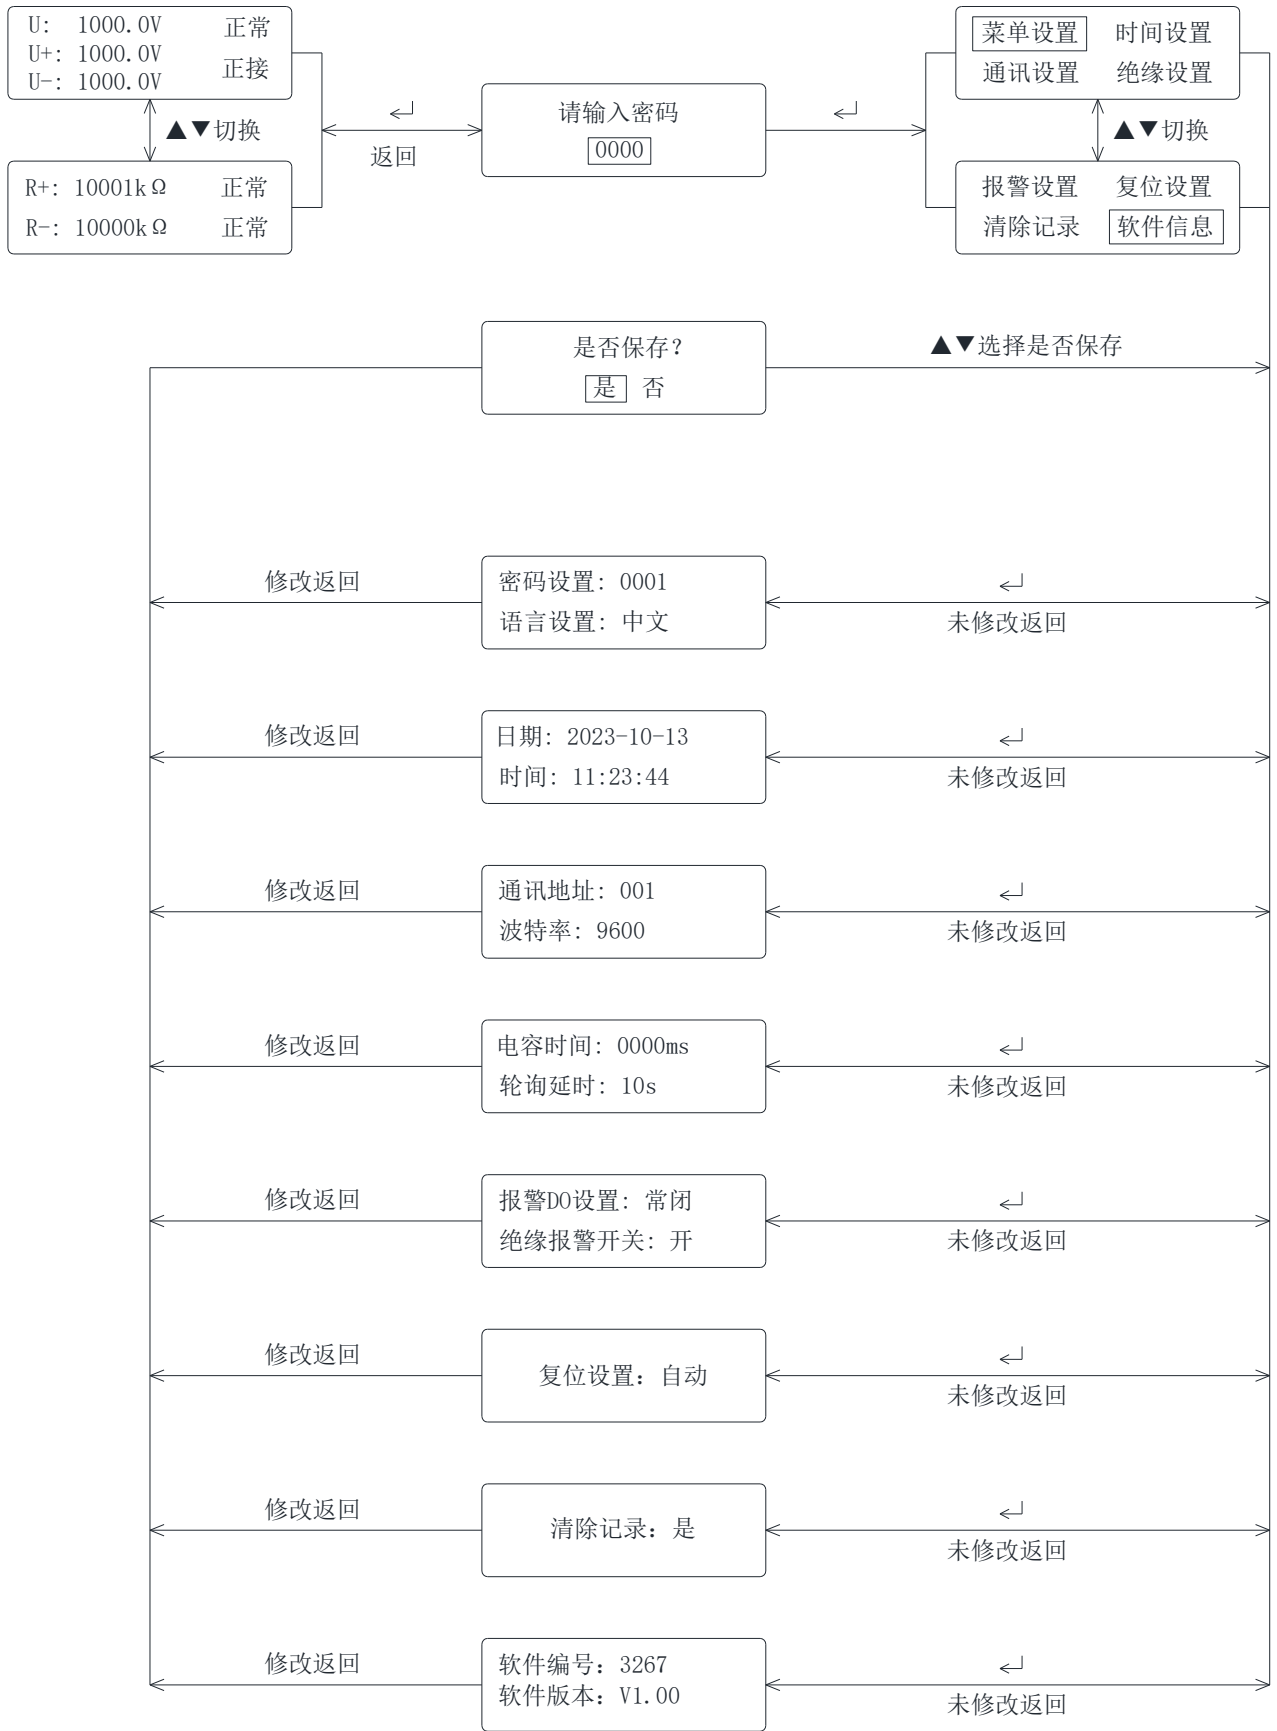 U: 1000.0V 正常
U+: 1000.0V
正接
U-: 1000.0V
▲▼切换
R+: 10001kΩ 正常
R-: 10000kΩ 正常
↵
返回
请输入密码
0000
↵
菜单设置 时间设置
通讯设置 绝缘设置
▲▼切换
报警设置 复位设置
清除记录 软件信息
是否保存?
是 否
▲▼选择是否保存
修改返回
密码设置: 0001
语言设置: 中文
↵
未修改返回
修改返回
日期: 2023-10-13
时间: 11:23:44
↵
未修改返回
修改返回
通讯地址: 001
波特率: 9600
↵
未修改返回
修改返回
电容时间: 0000ms
轮询延时: 10s
↵
未修改返回
修改返回
报警DO设置: 常闭
绝缘报警开关: 开
↵
未修改返回
修改返回
复位设置: 自动
↵
未修改返回
修改返回
清除记录: 是
↵
未修改返回
修改返回
软件编号: 3267
软件版本: V1.00
↵
未修改返回